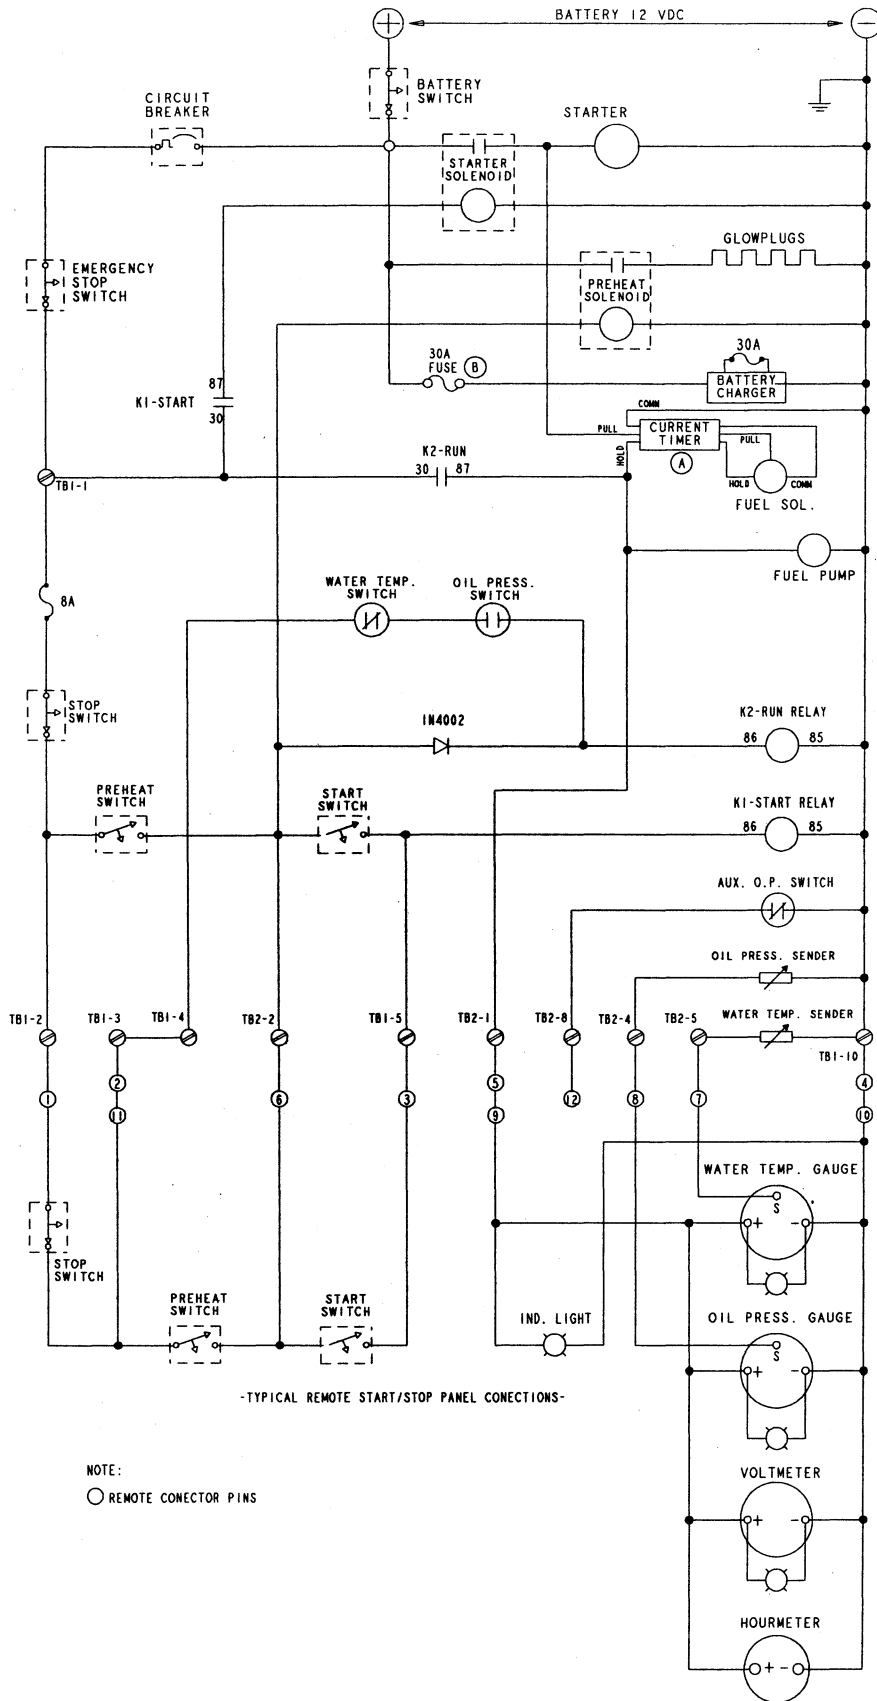 BATTERY 12 VDC
+
−
BATTERY
SWITCH
CIRCUIT
BREAKER
STARTER
STARTER
SOLENOID
GLOWPLUGS
EMERGENCY
STOP
SWITCH
PREHEAT
SOLENOID
30A
FUSE
B
30A
BATTERY
CHARGER
87
K1-START
30
COMM
PULL
CURRENT
TIMER
PULL
HOLD
A
HOLD
COMM
FUEL SOL.
K2-RUN
30
87
TB1-1
FUEL PUMP
8A
WATER TEMP.
SWITCH
OIL PRESS.
SWITCH
STOP
SWITCH
1N4002
K2-RUN RELAY
86
85
PREHEAT
SWITCH
START
SWITCH
K1-START RELAY
86
85
AUX. O.P. SWITCH
OIL PRESS. SENDER
TB1-2
TB1-3
TB1-4
TB2-2
TB1-5
TB2-1
TB2-8
TB2-4
TB2-5
WATER TEMP. SENDER
TB1-10
1
2
11
6
3
5
9
12
8
7
4
10
WATER TEMP. GAUGE
S
+
-
STOP
SWITCH
PREHEAT
SWITCH
START
SWITCH
IND. LIGHT
OIL PRESS. GAUGE
S
+
-
-TYPICAL REMOTE START/STOP PANEL CONECTIONS-
NOTE:
REMOTE CONECTOR PINS
VOLTMETER
+
-
HOURMETER
+
-